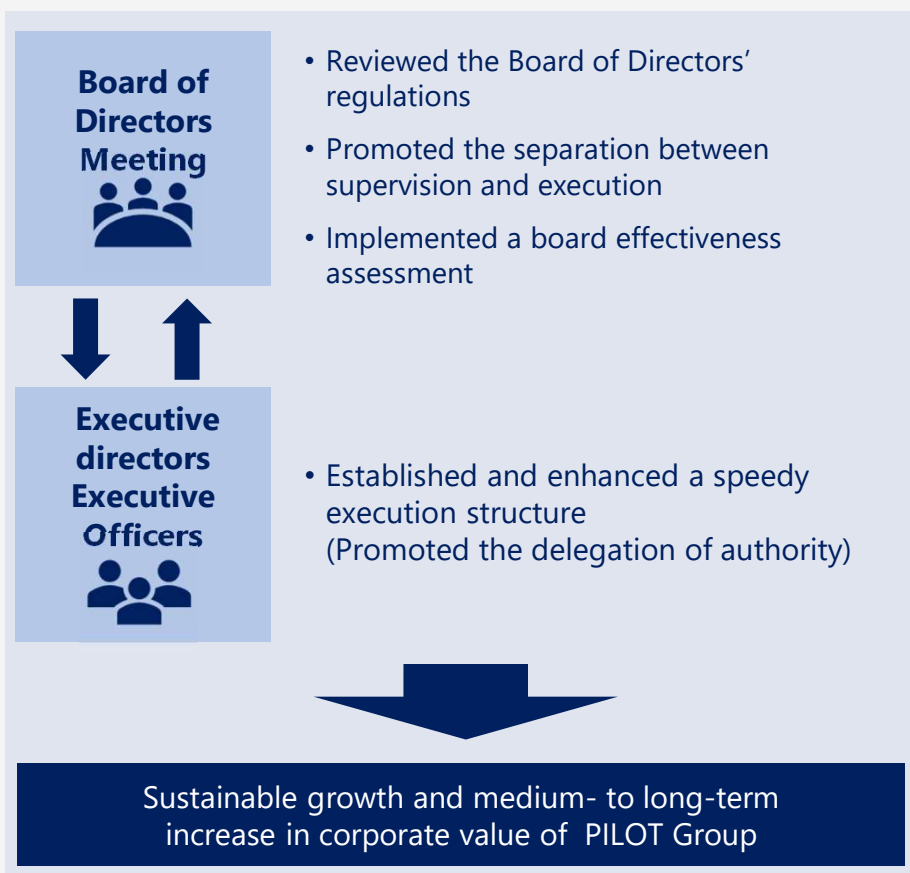 Board of
Directors
Meeting
• Reviewed the Board of Directors’
regulations
• Promoted the separation between
supervision and execution
• Implemented a board effectiveness
assessment
Executive
directors
Executive
Officers
• Established and enhanced a speedy
execution structure
(Promoted the delegation of authority)
Sustainable growth and medium- to long-term
increase in corporate value of PILOT Group